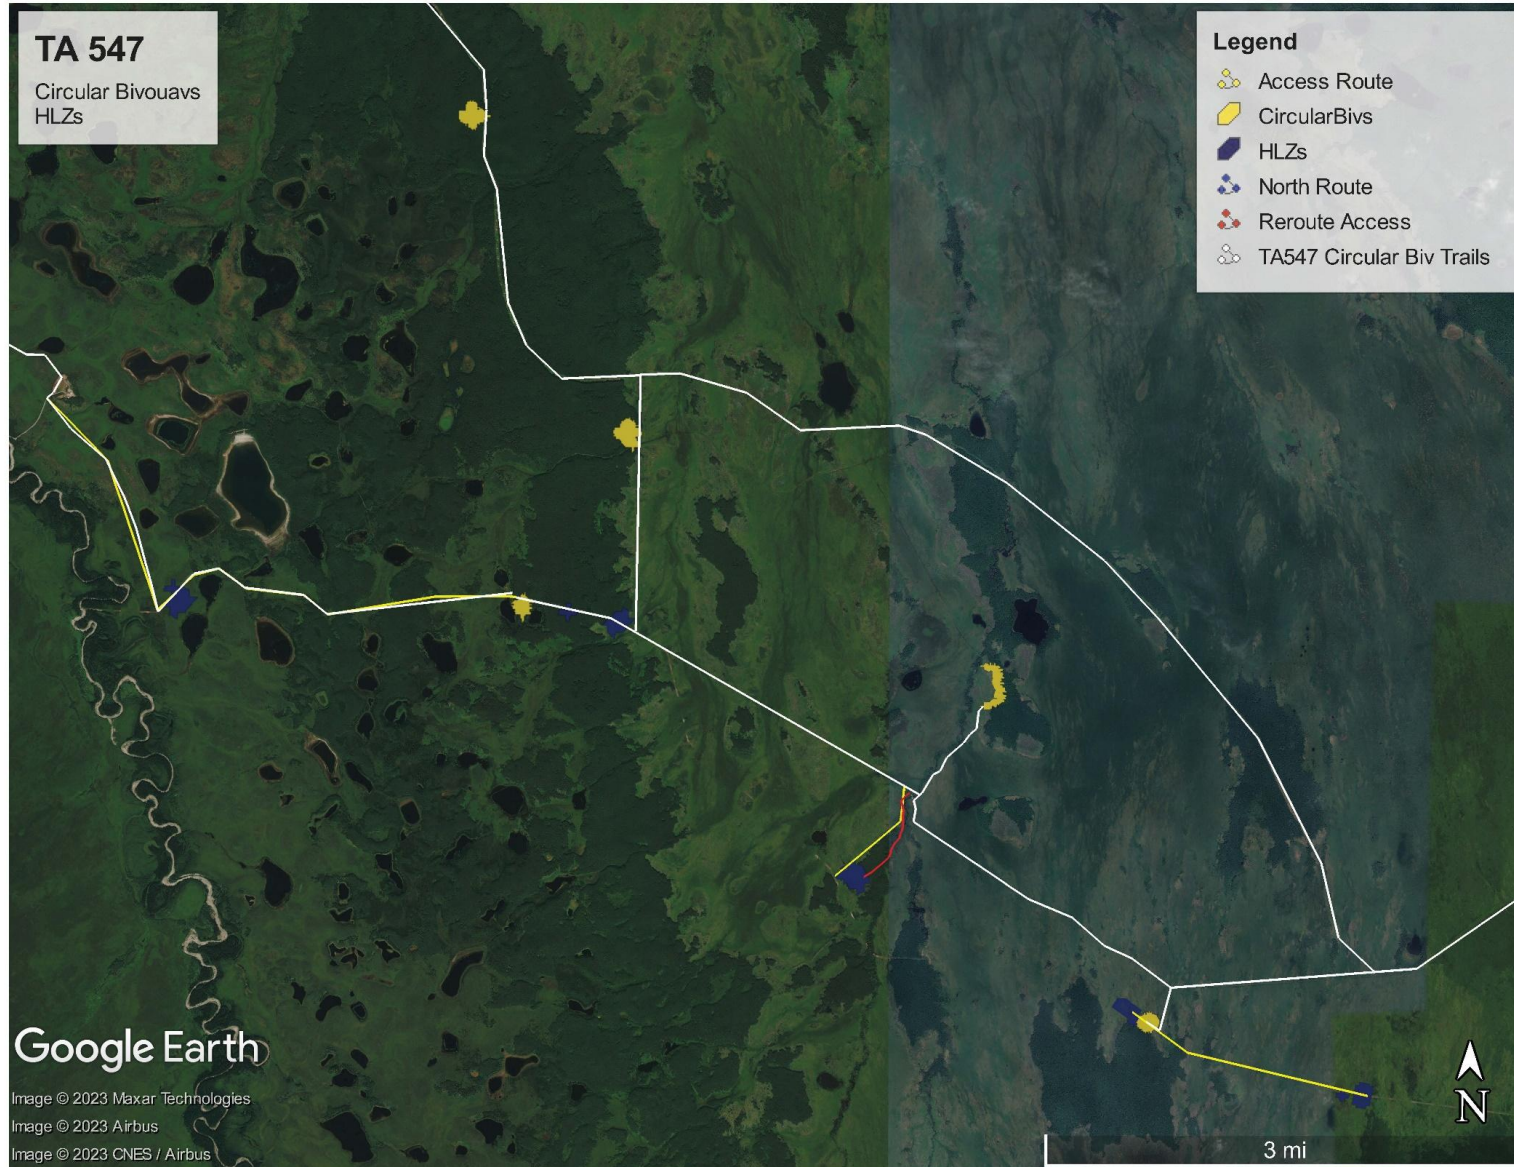 TA 547
Circular Bivouavs
HLZs
Legend
Access Route
CircularBivs
HLZs
North Route
Reroute Access
TA547 Circular Biv Trails
Google Earth
Image © 2023 Maxar Technologies
Image © 2023 Airbus
Image © 2023 CNES / Airbus
N
3 mi